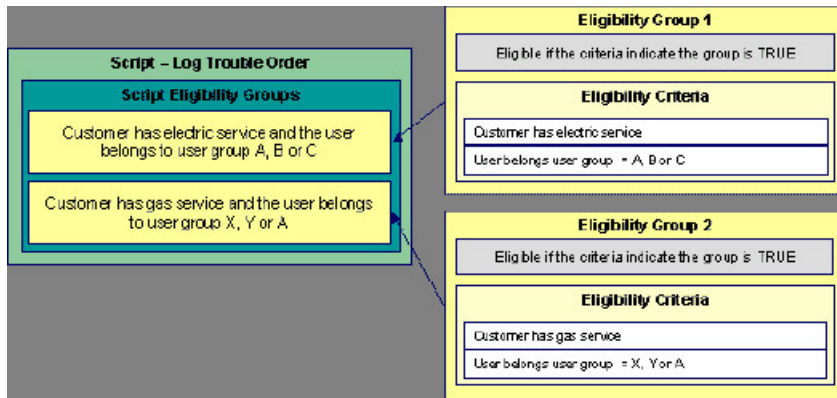 Script – Log Trouble Order
Script Eligibility Groups
Customer has electric service and the user
belongs to user group A, B or C
Customer has gas service and the user belongs
to user group X, Y or A
Eligibility Group 1
Eligible if the criteria indicate the group is TRUE
Eligibility Criteria
Customer has electric service
User belongs user group = A, B or C
Eligibility Group 2
Eligible if the criteria indicate the group is TRUE
Eligibility Criteria
Customer has gas service
User belongs user group = X, Y or A